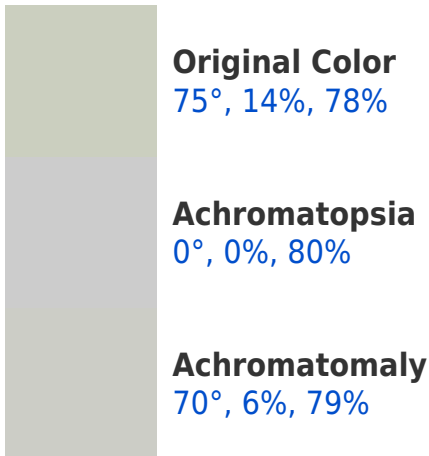 Original Color
75°, 14%, 78%
Achromatopsia
0°, 0%, 80%
Achromatomaly
70°, 6%, 79%